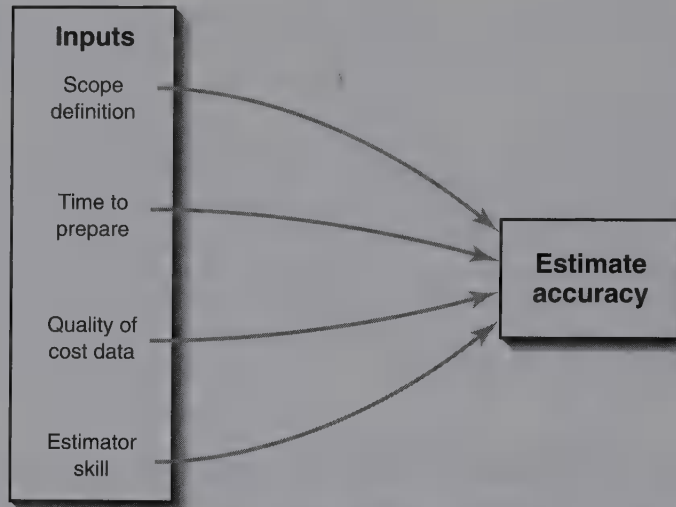 Inputs
Scope
definition
Time to
prepare
Quality of
cost data
Estimator
skill
Estimate
accuracy